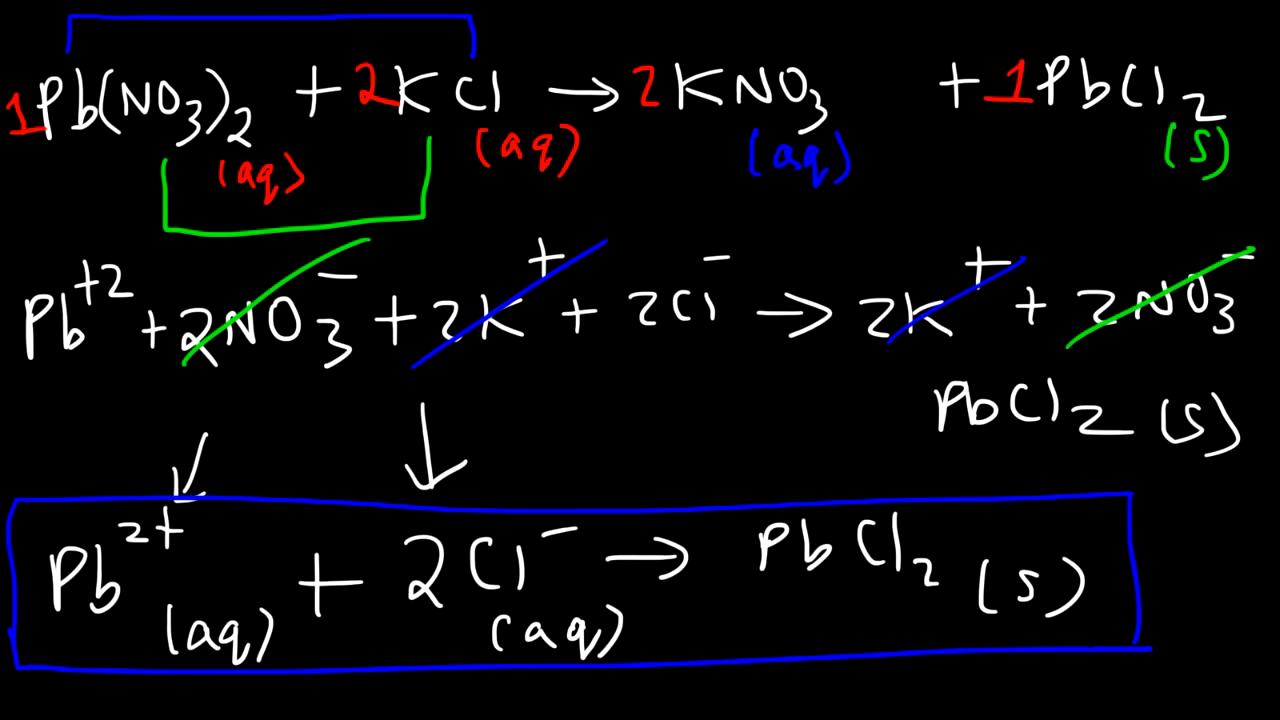 1Pb(NO₃)₂ + 2KCl → 2KNO₃ + 1PbCl₂
(aq) (aq) (aq) (s)
Pb⁺² + 2NO₃⁻ + 2K⁺ + 2Cl⁻ → 2K⁺ + 2NO₃⁻
PbCl₂ (s)
Pb²⁺ + 2Cl⁻ → PbCl₂ (s)
(aq) (aq)